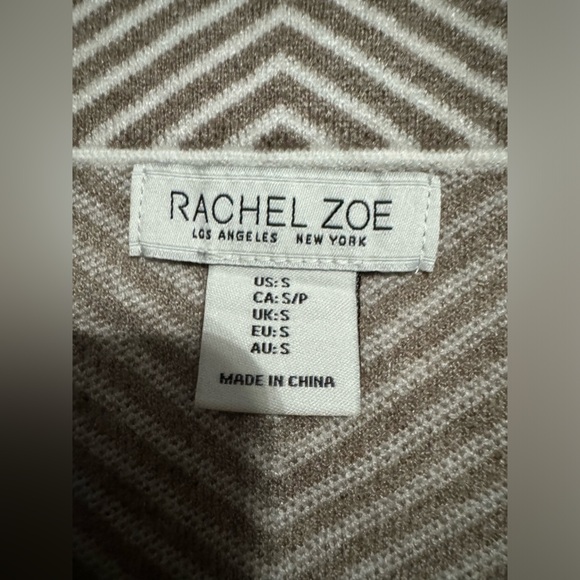 RACHEL ZOE
LOS ANGELES NEW YORK
US: S
CA: S/P
UK: S
EU: S
AU: S
MADE IN CHINA